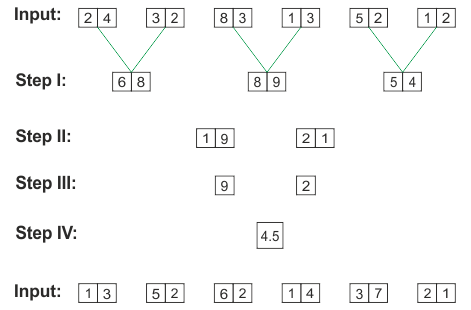 Input: 2 4 3 2 8 3 1 3 5 2 1 2
Step I: 6 8 8 9 5 4
Step II: 1 9 2 1
Step III: 9 2
Step IV: 4.5
Input: 1 3 5 2 6 2 1 4 3 7 2 1